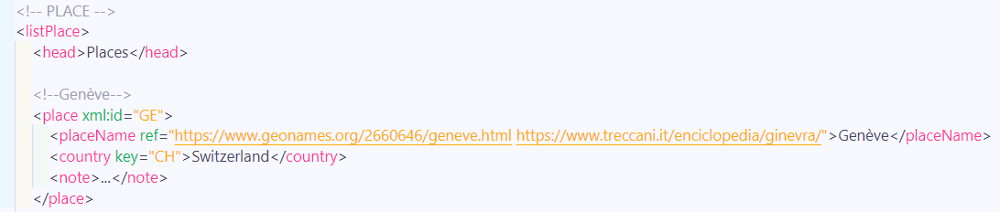 <!-- PLACE -->
<listPlace>
<head>Places</head>
<!--Genève-->
<place xml:id="GE">
<placeName ref="https://www.geonames.org/2660646/geneve.html https://www.treccani.it/enciclopedia/ginevra/">Genève</placeName>
<country key="CH">Switzerland</country>
<note>...</note>
</place>